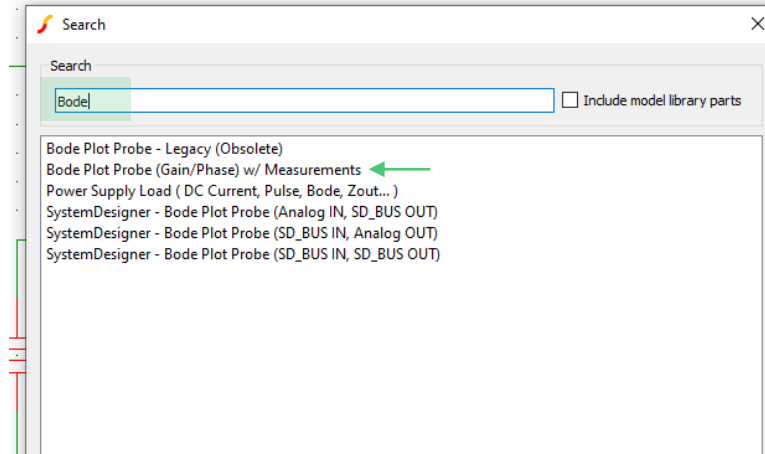 Search
Search
Bode
Include model library parts
Bode Plot Probe - Legacy (Obsolete)
Bode Plot Probe (Gain/Phase) w/ Measurements
Power Supply Load ( DC Current, Pulse, Bode, Zout... )
SystemDesigner - Bode Plot Probe (Analog IN, SD_BUS OUT)
SystemDesigner - Bode Plot Probe (SD_BUS IN, Analog OUT)
SystemDesigner - Bode Plot Probe (SD_BUS IN, SD_BUS OUT)